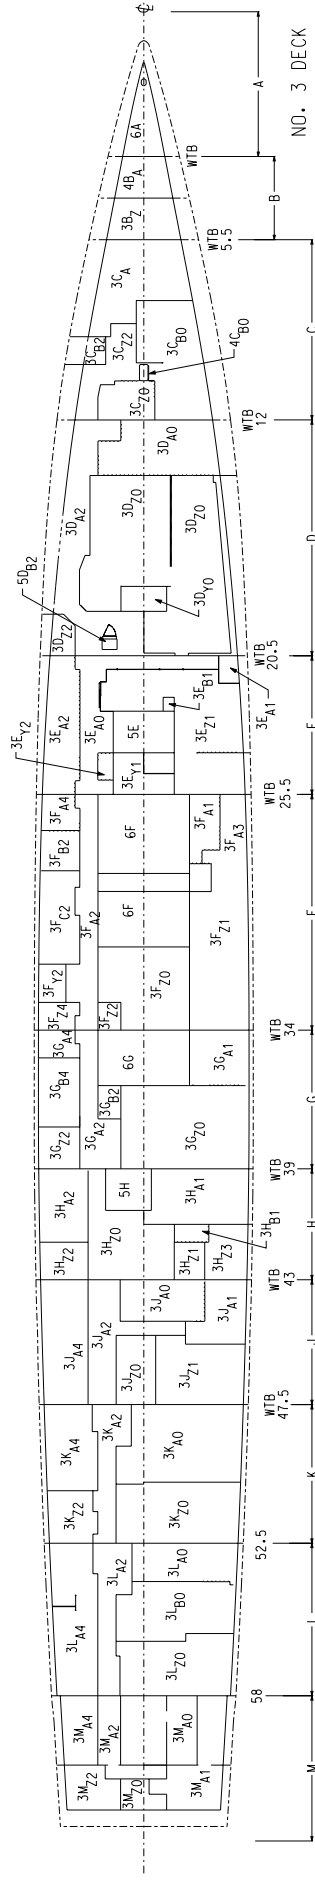 ℄
NO. 3 DECK
A
6A
WTB
4BA
B
3BZ
WTB
5.5
3CA
C
3CB2
3CZ2
3CB0
4CB0
3CZ0
WTB
12
3DA0
3DA2
3DZ0
3DZ0
D
5DB2
3DY0
3DZ2
WTB
20.5
3EA2
3EA0
3EB1
3EA1
3EY2
5E
3EZ1
3EY1
E
WTB
25.5
3FA4
6F
3FA1
3FB2
3FA3
3FC2
3FA2
6F
F
3FZ1
3FY2
3FZ0
3FZ4
3FZ2
WTB
34
3GA4
6G
3GA1
3GB4
3GB2
G
3GZ2
3GA2
3GZ0
WTB
39
3HA2
5H
3HA1
3HB1
3HZ2
3HZ0
3HZ1
3HZ3
H
WTB
43
3JA0
3JA1
3JA4
3JA2
3JZ0
3JZ1
J
WTB
47.5
3KA4
3KA2
3KA0
K
3KZ2
3KZ0
52.5
3LA2
3LA0
3LA4
3LB0
L
3LZ0
58
3MA4
3MA2
3MA0
3MZ2
3MZ0
3MA1
M